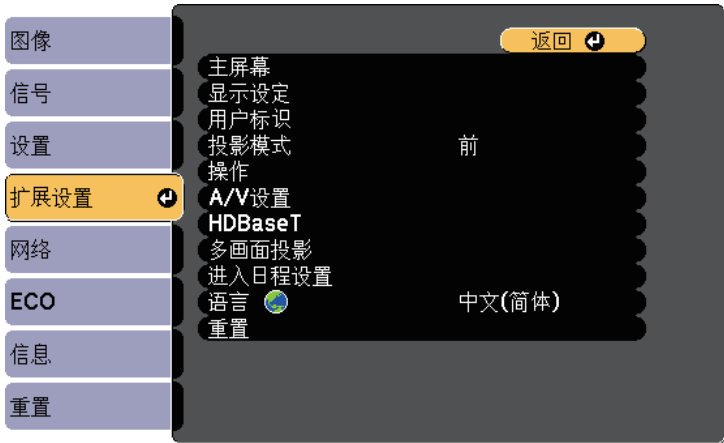 图像
信号
设置
扩展设置
网络
ECO
信息
重置
返回
主屏幕
显示设定
用户标识
投影模式 前
操作
A/V设置
HDBaseT
多画面投影
进入日程设置
语言 中文(简体)
重置